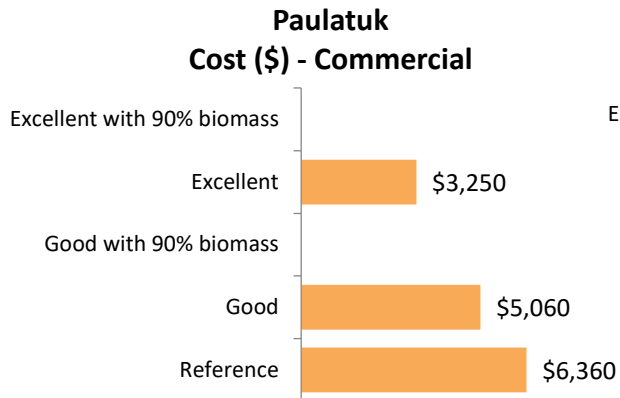 Paulatuk
Cost ($) - Commercial
Excellent with 90% biomass
E
Excellent
$3,250
Good with 90% biomass
Good
$5,060
Reference
$6,360